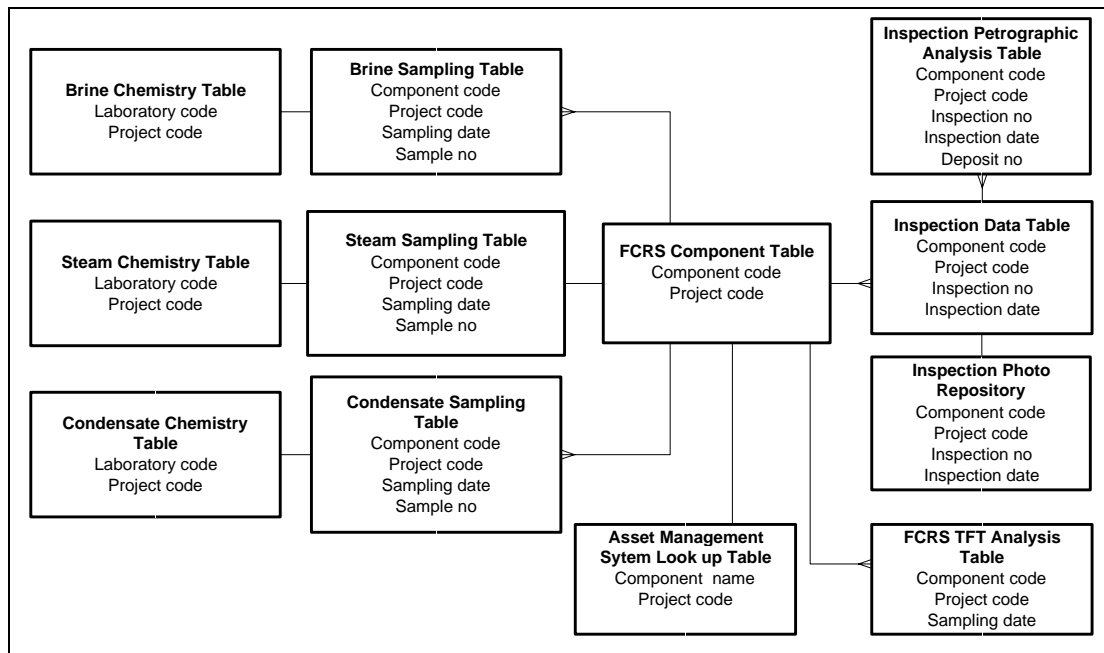 Brine Chemistry Table
Laboratory code
Project code
Brine Sampling Table
Component code
Project code
Sampling date
Sample no
Steam Chemistry Table
Laboratory code
Project code
Steam Sampling Table
Component code
Project code
Sampling date
Sample no
Condensate Chemistry
Table
Laboratory code
Project code
Condensate Sampling
Table
Component code
Project code
Sampling date
Sample no
FCRS Component Table
Component code
Project code
Asset Management
Sytem Look up Table
Component name
Project code
Inspection Petrographic
Analysis Table
Component code
Project code
Inspection no
Inspection date
Deposit no
Inspection Data Table
Component code
Project code
Inspection no
Inspection date
Inspection Photo
Repository
Component code
Project code
Inspection no
Inspection date
FCRS TFT Analysis
Table
Component code
Project code
Sampling date